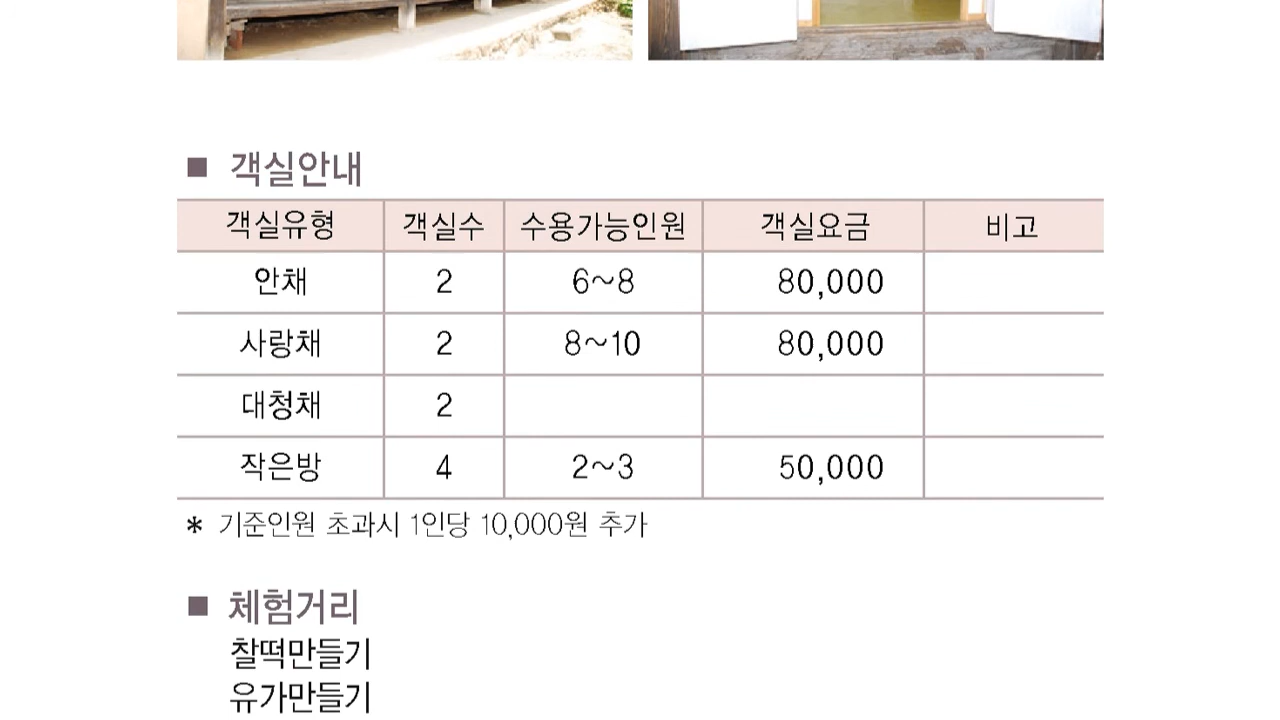 ■ 객실안내
객실유형 객실수 수용가능인원 객실요금 비고
안채 2 6~8 80,000
사랑채 2 8~10 80,000
대청채 2
작은방 4 2~3 50,000
* 기준인원 초과시 1인당 10,000원 추가
■ 체험거리
찰떡만들기
유가만들기